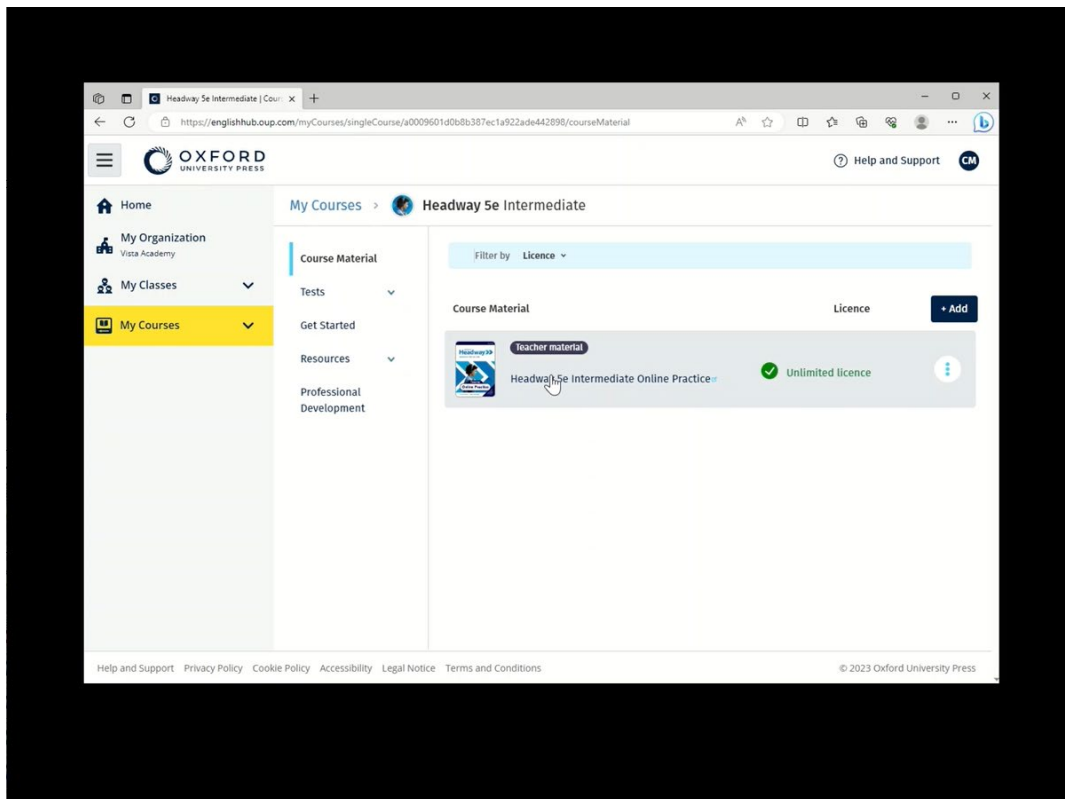 Headway 5e Intermediate | Cour
https://englishhub.oup.com/myCourses/singleCourse/a0009601d0b8b387ec1a922ade442898/courseMaterial
OXFORD
UNIVERSITY PRESS
Help and Support
CM
Home
My Organization
Vista Academy
My Classes
My Courses
My Courses > Headway 5e Intermediate
Course Material
Tests
Get Started
Resources
Professional
Development
Filter by Licence
Course Material Licence + Add
Headway
Online Practice
Teacher material
Headway 5e Intermediate Online Practice
Unlimited licence
Help and Support Privacy Policy Cookie Policy Accessibility Legal Notice Terms and Conditions © 2023 Oxford University Press